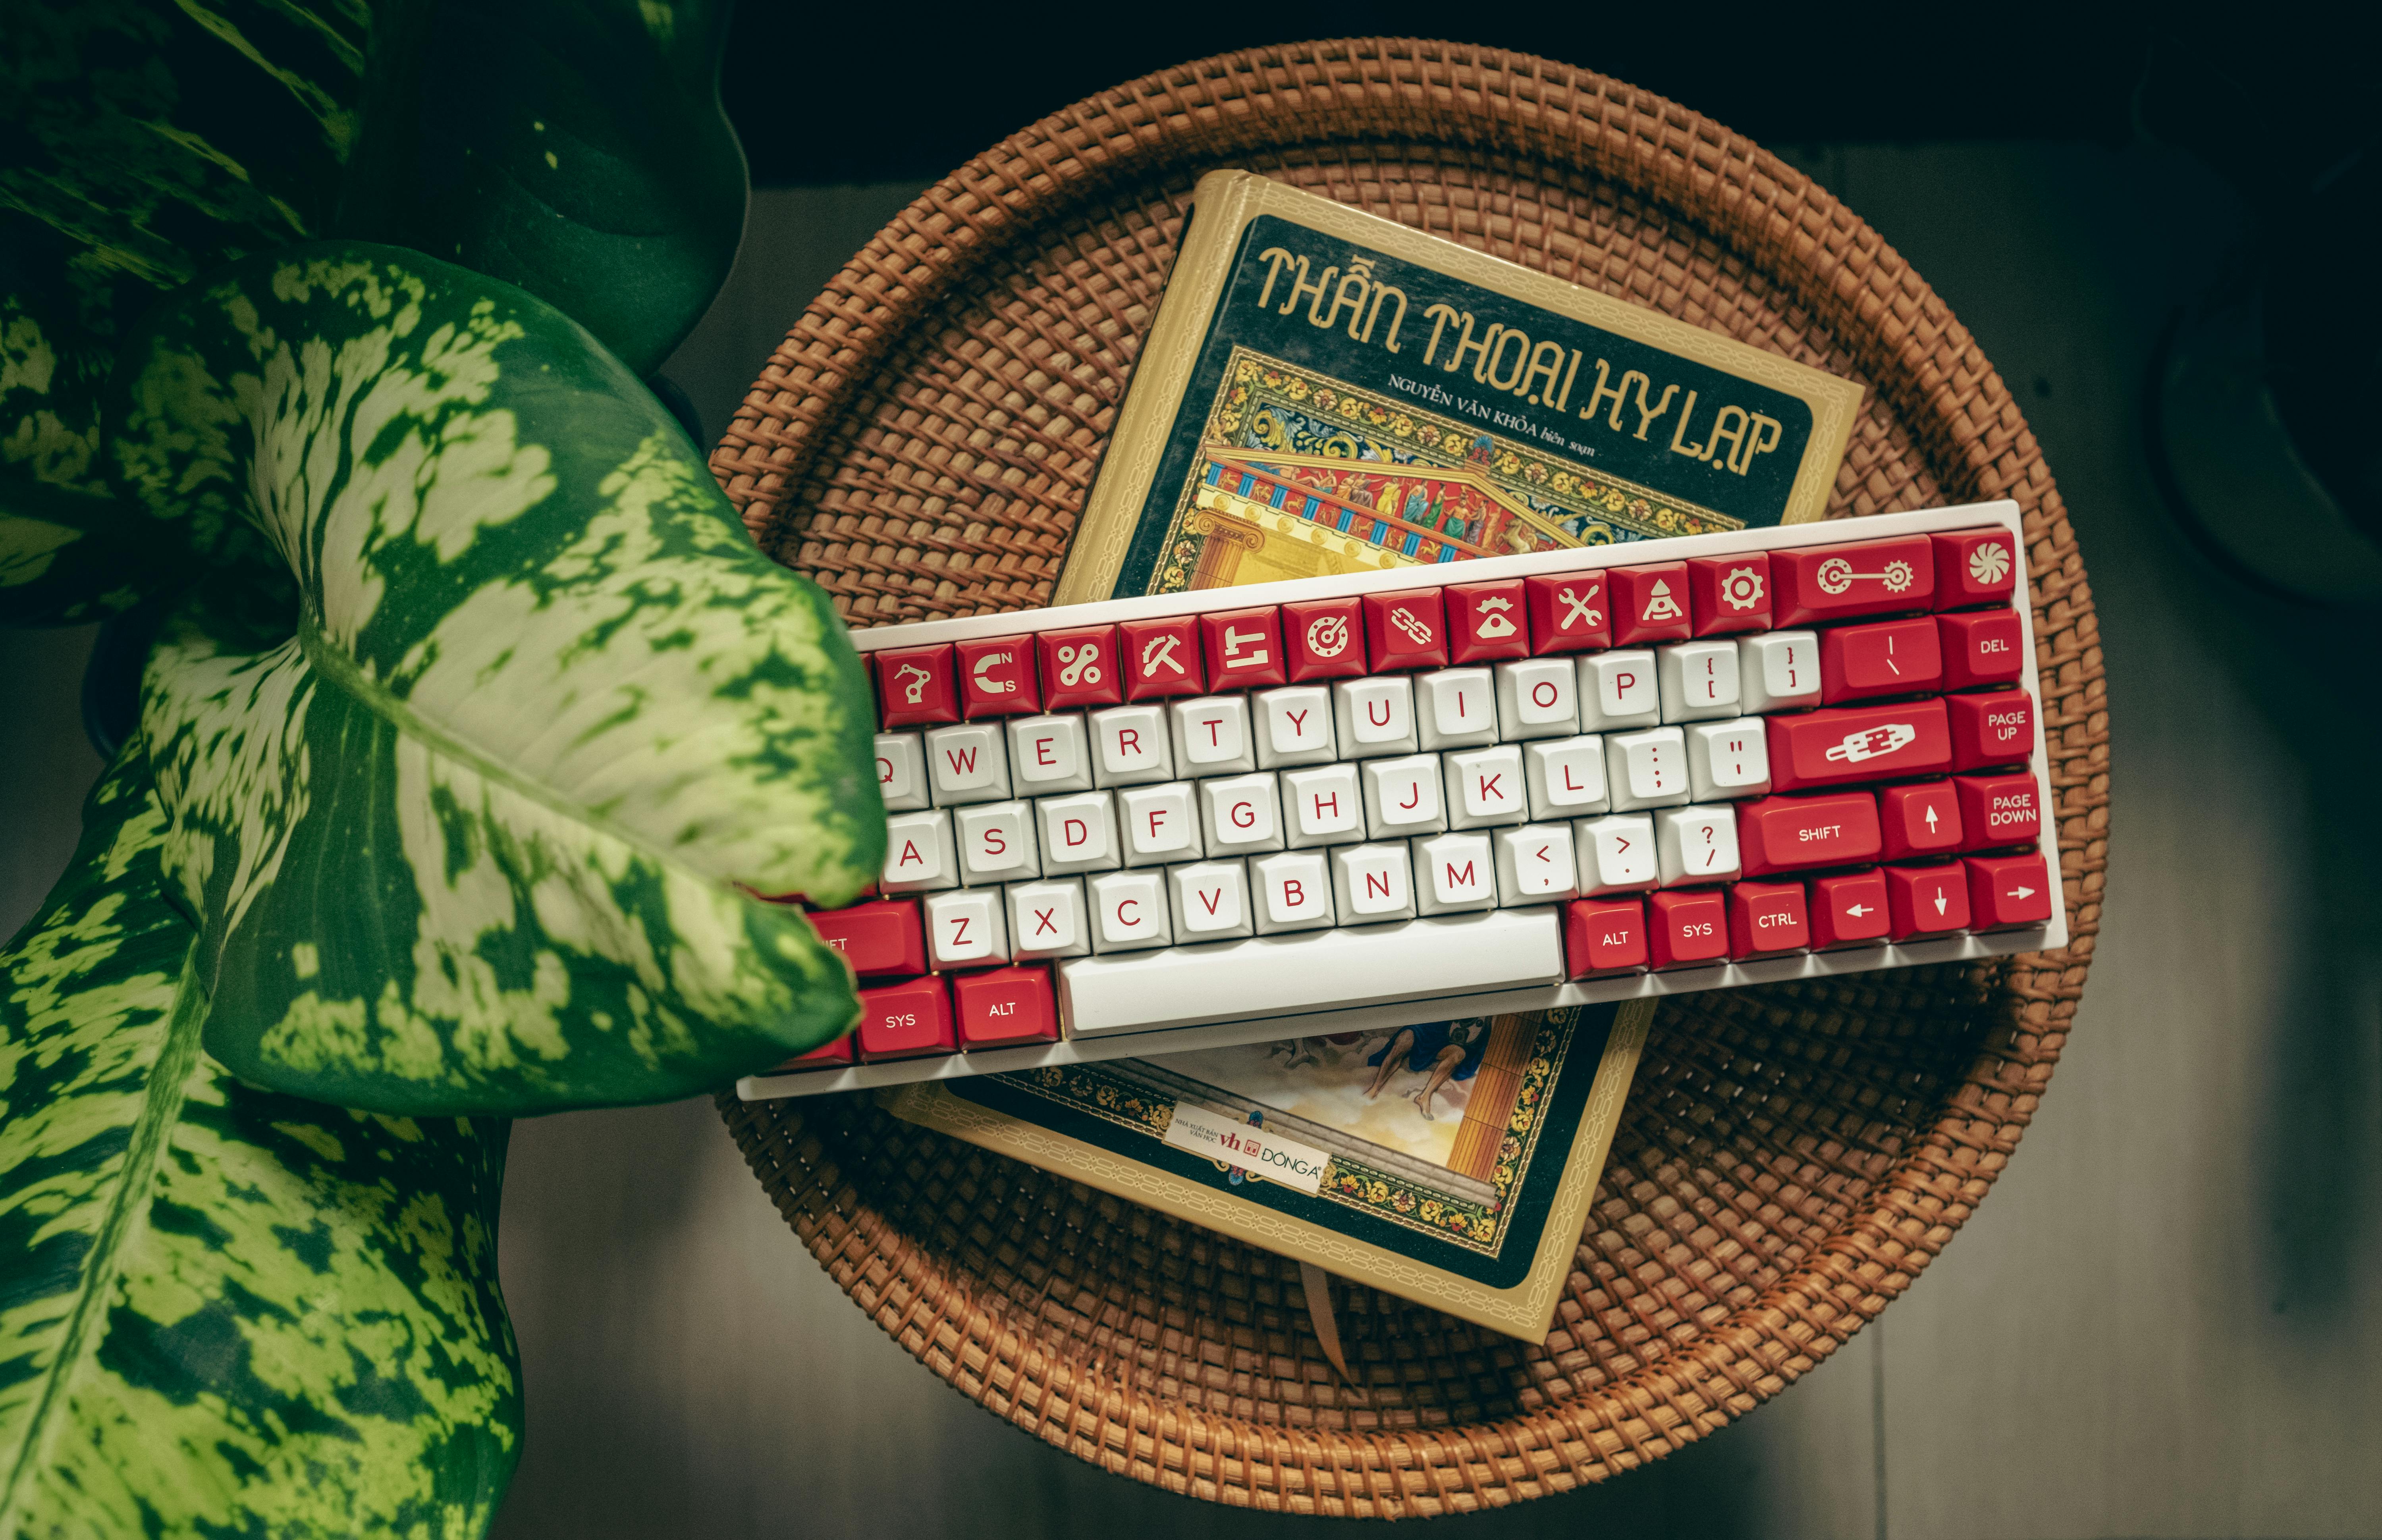 THẦN THOẠI HY LẠP
NGUYỄN VĂN KHỎA biên soạn
N
S
Q W E R T Y U I O P { [ } ] | \ DEL
A S D F G H J K L : ; " ' PAGE UP
Z X C V B N M < , > . ? / SHIFT ↑ PAGE DOWN
SYS ALT ALT SYS CTRL ← ↓ →
NHÀ XUẤT BẢN
VĂN HỌC
vh
ĐÔNG A